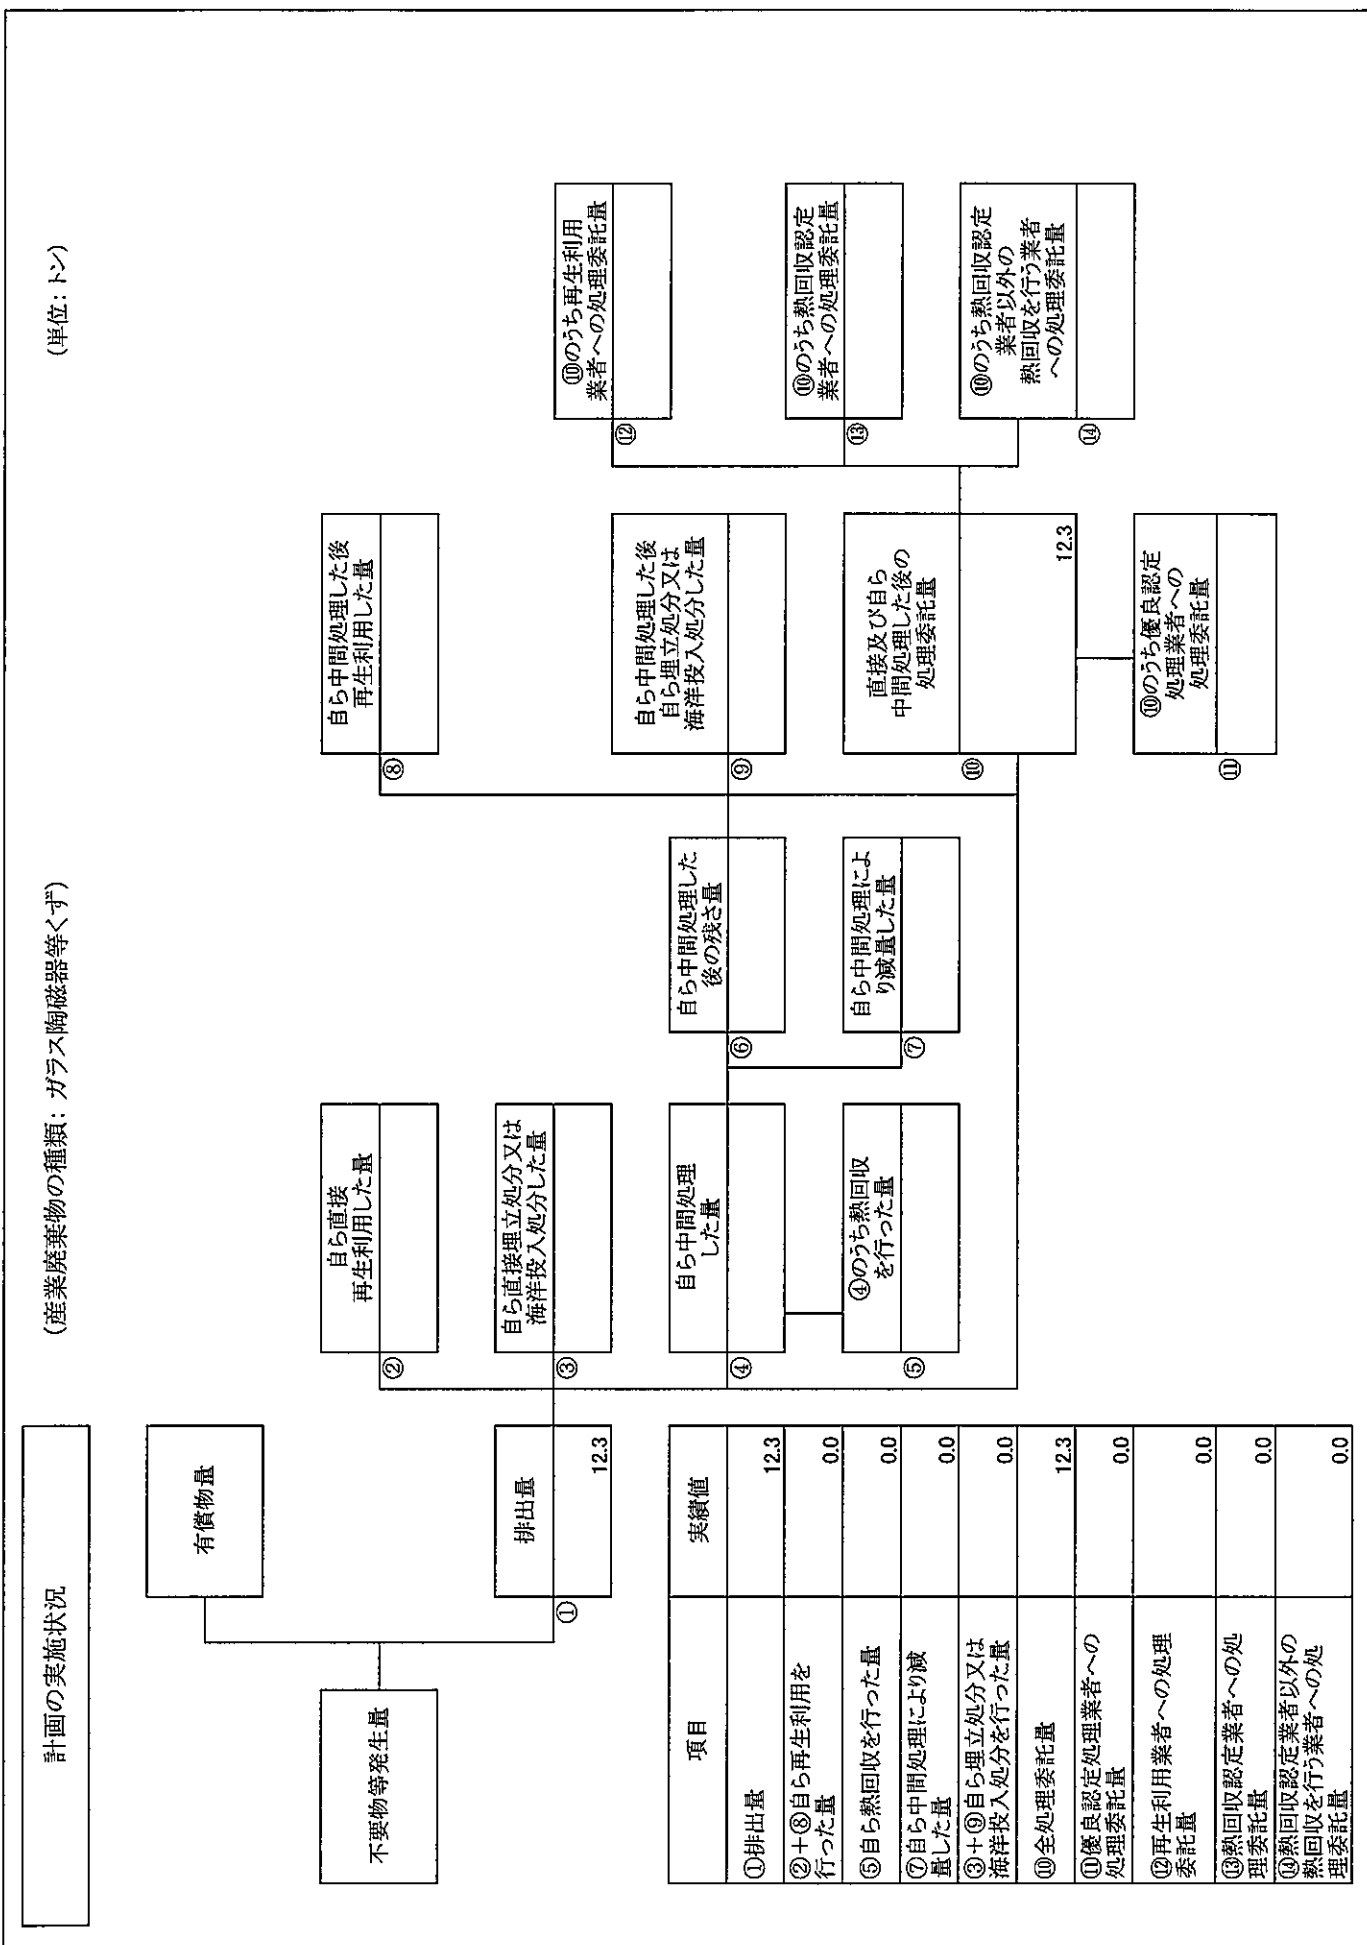 計画の実施状況
(産業廃棄物の種類: ガラス陶磁器等くず)
(単位: トン)
不要物等発生量
有償物量
①
排出量
12.3
②
自ら直接
再生利用した量
③
自ら直接埋立処分又は
海洋投入処分した量
④
自ら中間処理
した量
⑤
④のうち熱回収
を行った量
⑥
自ら中間処理した
後の残さ量
⑦
自ら中間処理によ
り減量した量
⑧
自ら中間処理した後
再生利用した量
⑨
自ら中間処理した後
自ら埋立処分又は
海洋投入処分した量
⑩
直接及び自ら
中間処理した後の
処理委託量
12.3
⑪
⑩のうち優良認定
処理業者への
処理委託量
⑫
⑩のうち再生利用
業者への処理委託量
⑬
⑩のうち熱回収認定
業者への処理委託量
⑭
⑩のうち熱回収認定
業者以外の
熱回収を行う業者
への処理委託量
項目
実績値
①排出量
12.3
②+⑧自ら再生利用を
行った量
0.0
⑤自ら熱回収を行った量
0.0
⑦自ら中間処理により減
量した量
0.0
③+⑨自ら埋立処分又は
海洋投入処分を行った量
0.0
⑩全処理委託量
12.3
⑪優良認定処理業者への
処理委託量
0.0
⑫再生利用業者への処理
委託量
0.0
⑬熱回収認定業者への処
理委託量
0.0
⑭熱回収認定業者以外の
熱回収を行う業者への処
理委託量
0.0